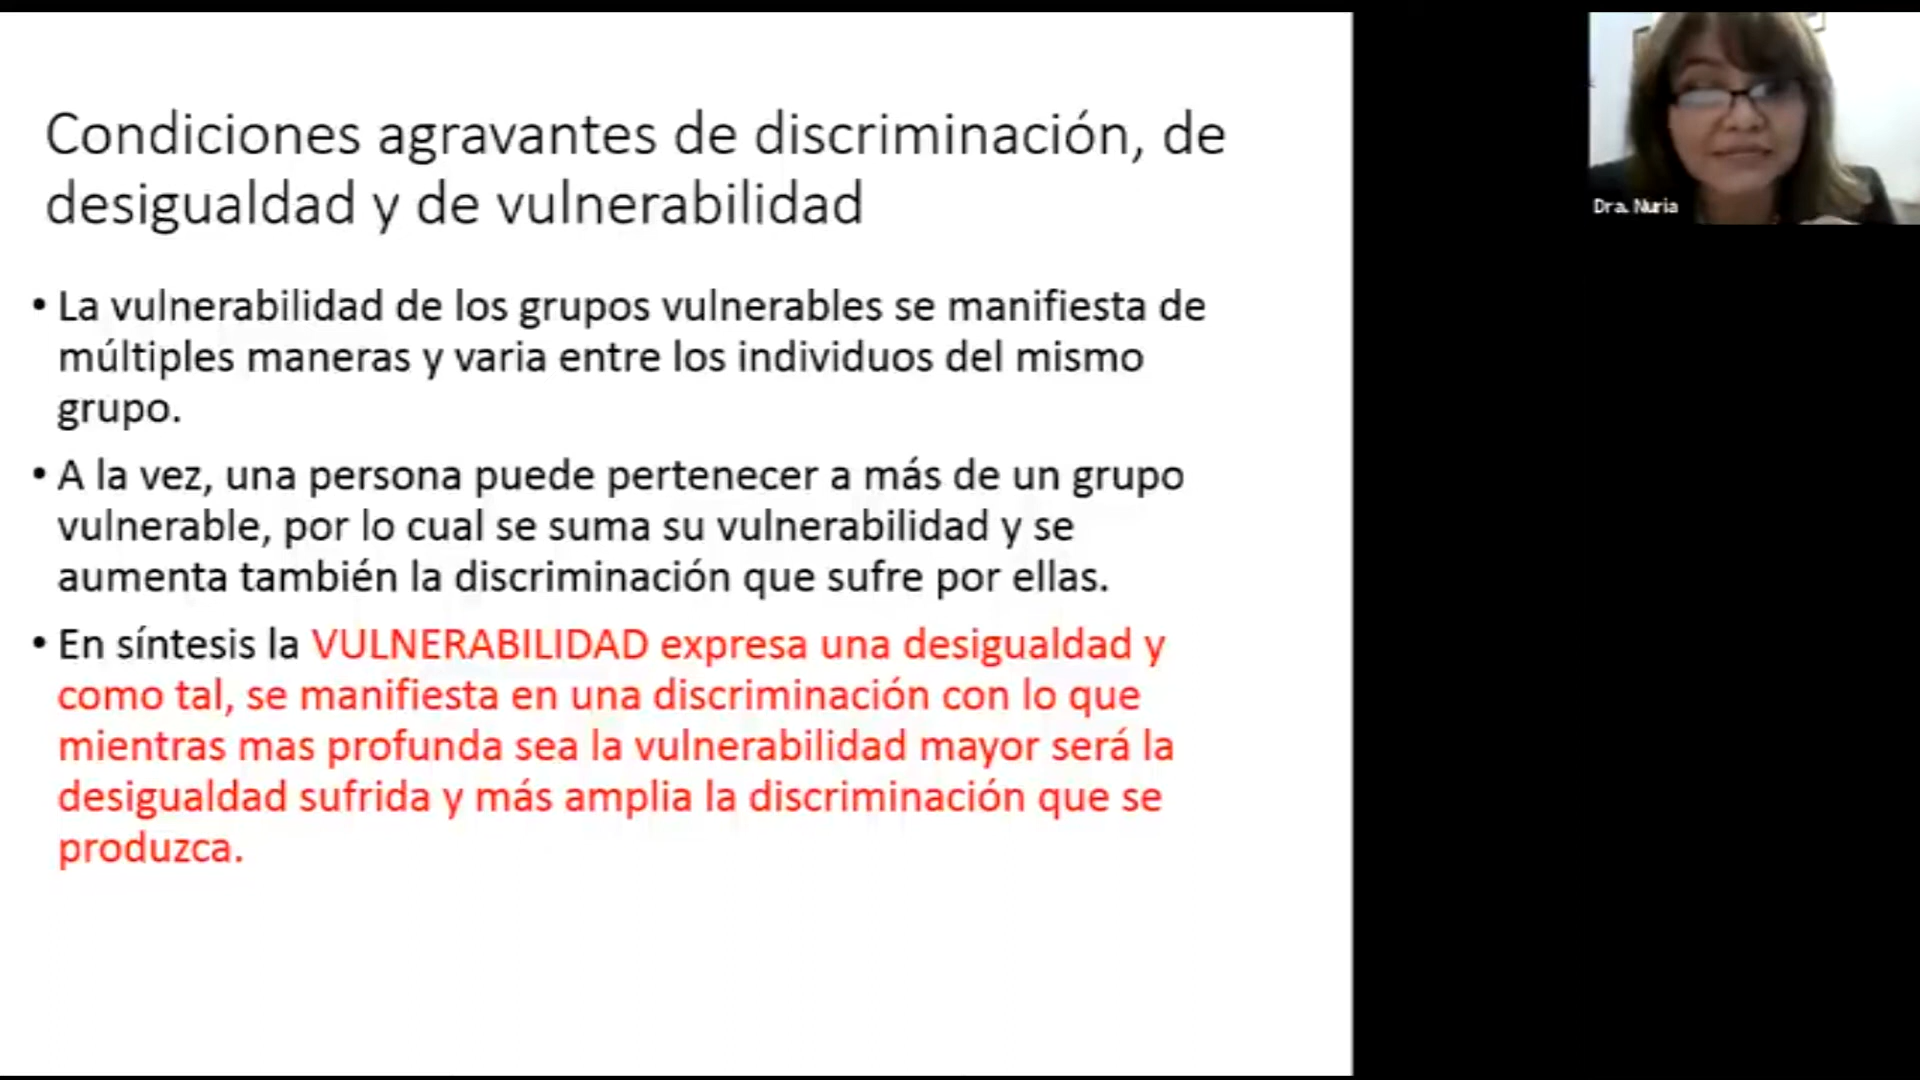 Condiciones agravantes de discriminación, de
desigualdad y de vulnerabilidad
• La vulnerabilidad de los grupos vulnerables se manifiesta de
múltiples maneras y varia entre los individuos del mismo
grupo.
• A la vez, una persona puede pertenecer a más de un grupo
vulnerable, por lo cual se suma su vulnerabilidad y se
aumenta también la discriminación que sufre por ellas.
• En síntesis la VULNERABILIDAD expresa una desigualdad y
como tal, se manifiesta en una discriminación con lo que
mientras mas profunda sea la vulnerabilidad mayor será la
desigualdad sufrida y más amplia la discriminación que se
produzca.
Dra. Nuria